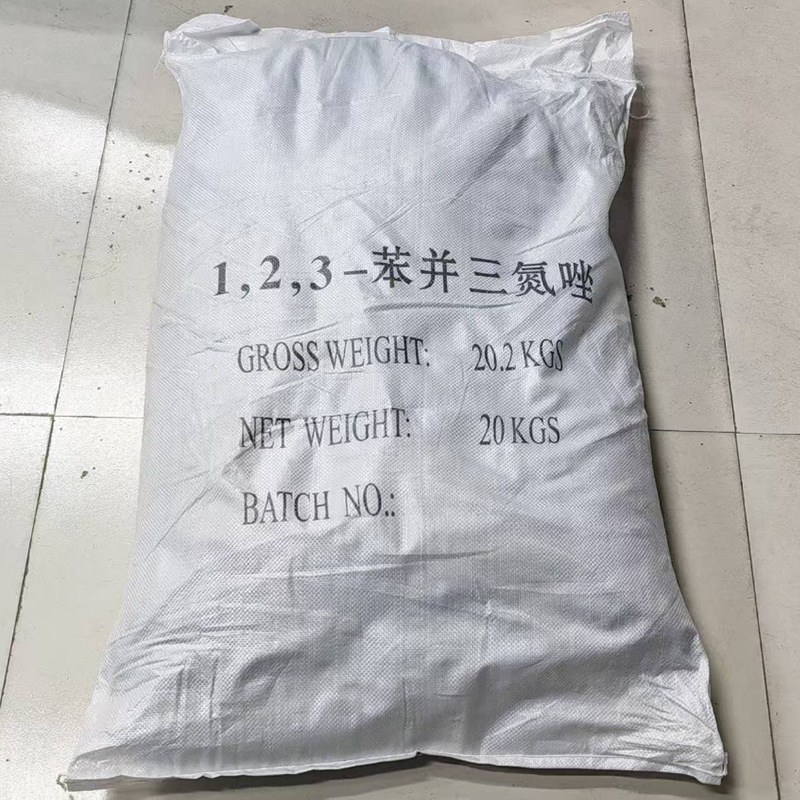 1,2,3-苯并三氮唑
GROSS WEIGHT: 20.2 KGS
NET WEIGHT: 20 KGS
BATCH NO.: